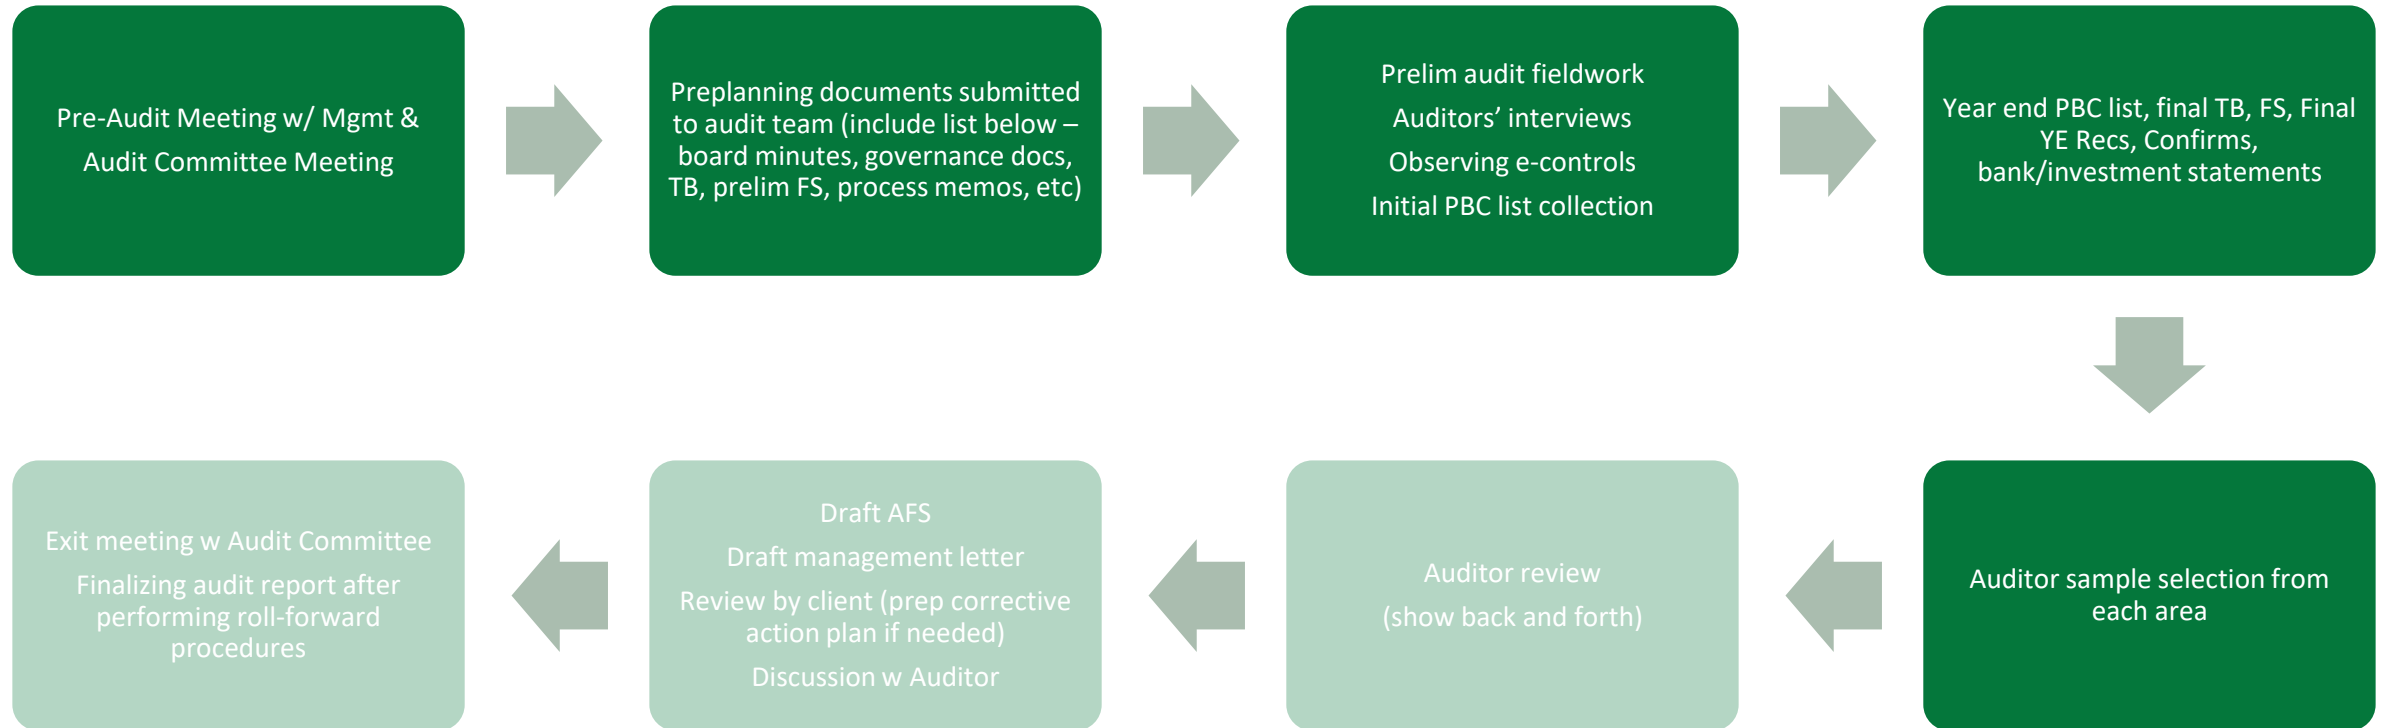 Pre-Audit Meeting w/ Mgmt &
Audit Committee Meeting
Preplanning documents submitted
to audit team (include list below –
board minutes, governance docs,
TB, prelim FS, process memos, etc)
Prelim audit fieldwork
Auditors’ interviews
Observing e-controls
Initial PBC list collection
Year end PBC list, final TB, FS, Final
YE Recs, Confirms,
bank/investment statements
Auditor sample selection from
each area
Auditor review
(show back and forth)
Draft AFS
Draft management letter
Review by client (prep corrective
action plan if needed)
Discussion w Auditor
Exit meeting w Audit Committee
Finalizing audit report after
performing roll-forward
procedures